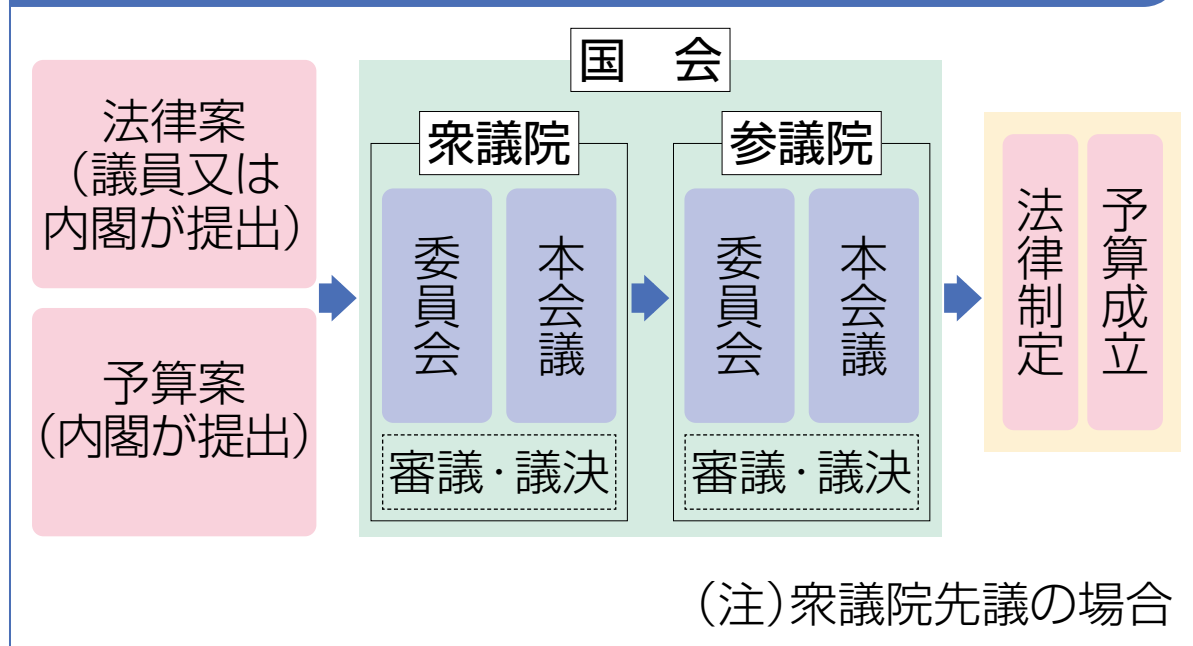 国 会
法律案
（議員又は
内閣が提出）
予算案
（内閣が提出）
衆議院
委員会
本会議
審議・議決
参議院
委員会
本会議
審議・議決
法律制定
予算成立
（注）衆議院先議の場合